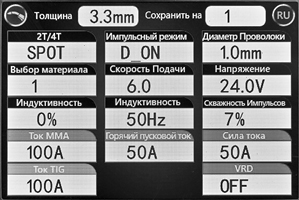 Толщина 3.3mm Сохранить на 1 RU
2T/4T Импульсный режим Диаметр Проволоки
SPOT D_ON 1.0mm
Выбор материала Скорость Подачи Напряжение
1 6.0 24.0V
Индуктивность Индуктивность Скважность Импульсов
0% 50Hz 7%
Ток MMA Горячий пусковой ток Сила тока
100A 50A 50A
Ток TIG VRD
100A OFF